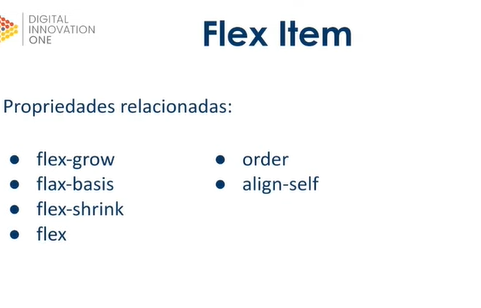 DIGITAL
INNOVATION
ONE
Flex Item
Propriedades relacionadas:
● flex-grow
● flax-basis
● flex-shrink
● flex
● order
● align-self